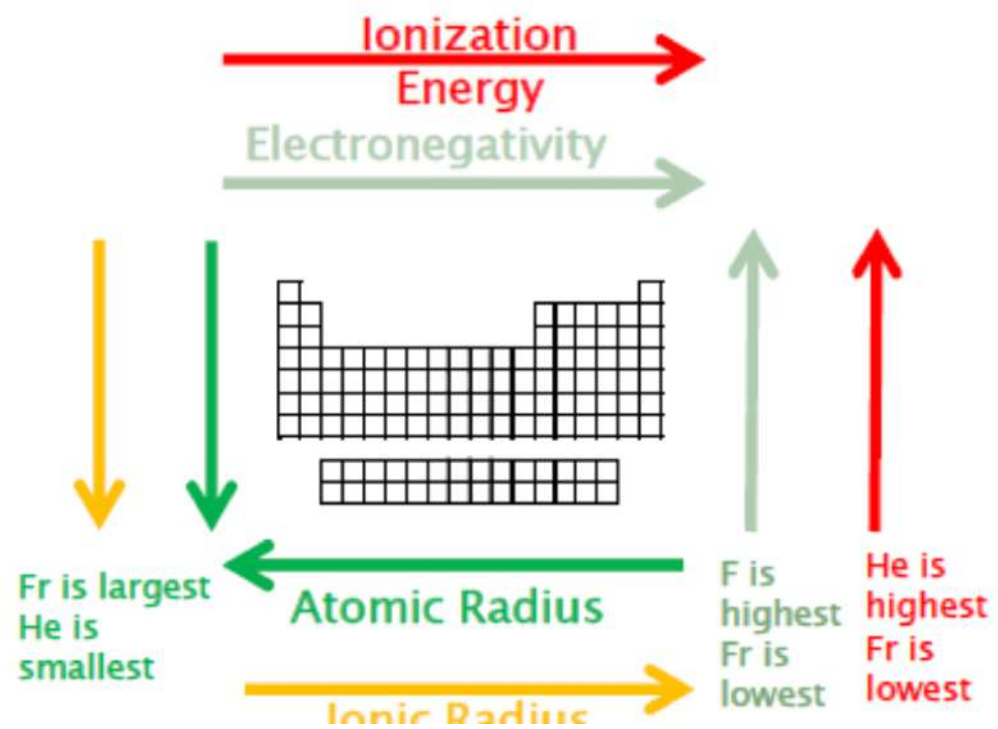 Ionization
Energy
Electronegativity
Fr is largest
He is
smallest
Atomic Radius
Ionic Radius
F is
highest
Fr is
lowest
He is
highest
Fr is
lowest